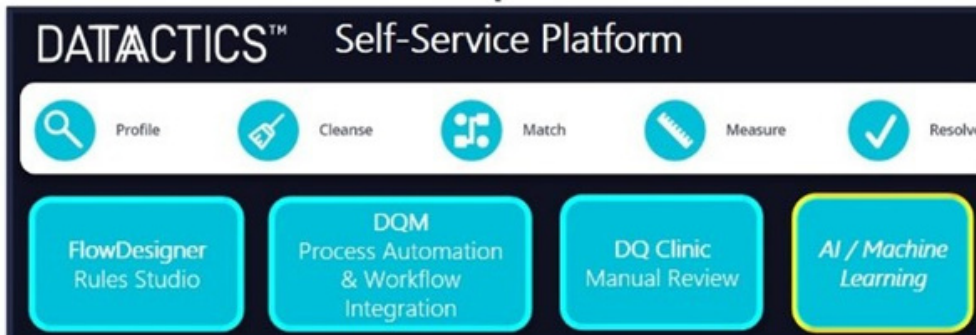 DATACTICS™ Self-Service Platform
Profile Cleanse Match Measure Resolve
FlowDesigner
Rules Studio
DQM
Process Automation
& Workflow
Integration
DQ Clinic
Manual Review
AI / Machine
Learning